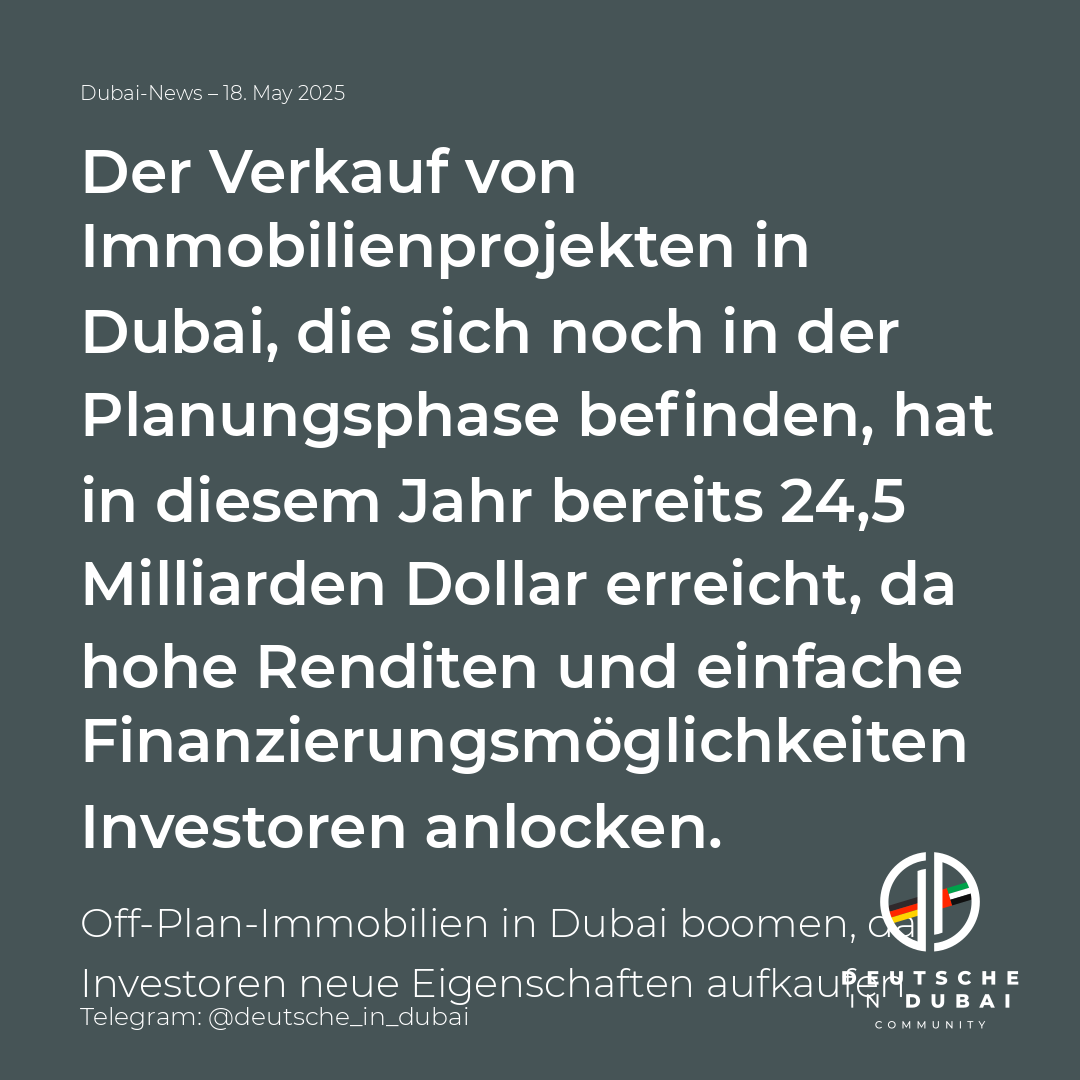 Dubai-News – 18. May 2025
Der Verkauf von
Immobilienprojekten in
Dubai, die sich noch in der
Planungsphase befinden, hat
in diesem Jahr bereits 24,5
Milliarden Dollar erreicht, da
hohe Renditen und einfache
Finanzierungsmöglichkeiten
Investoren anlocken.
Off-Plan-Immobilien in Dubai boomen, da
Investoren neue Eigenschaften aufkaufen.
Telegram: @deutsche_in_dubai
DEUTSCHE
IN DUBAI
COMMUNITY